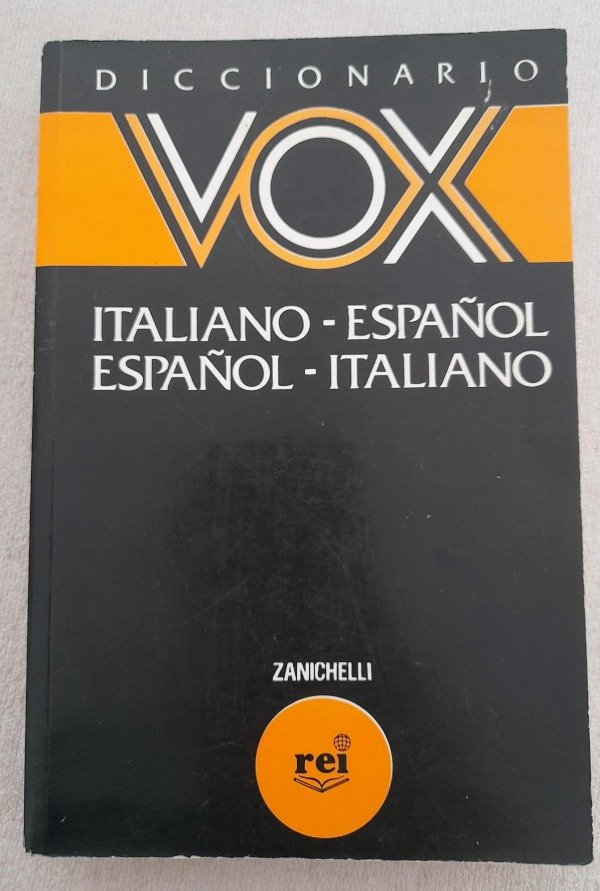 DICCIONARIO
VOX
ITALIANO - ESPAÑOL
ESPAÑOL - ITALIANO
ZANICHELLI
rei